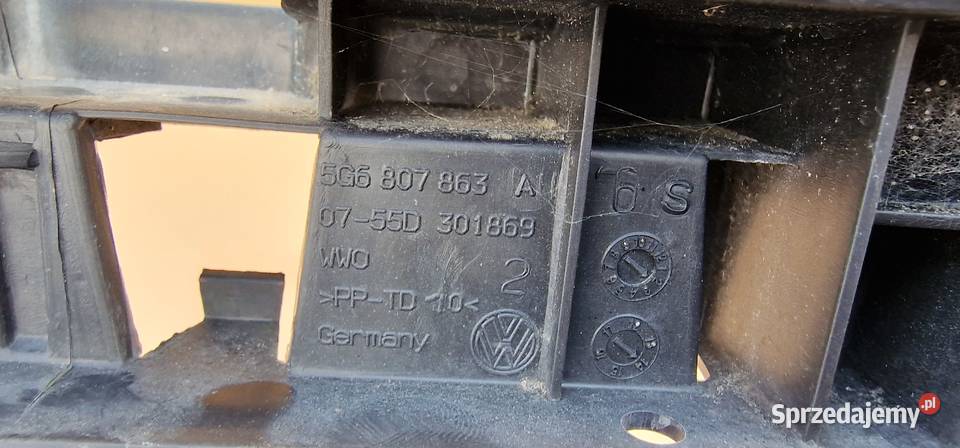 5G6 807 863 A
07-55D 301869
WWO
2
>PP-TD 10<
Germany
6 S
Sprzedajemy.pl